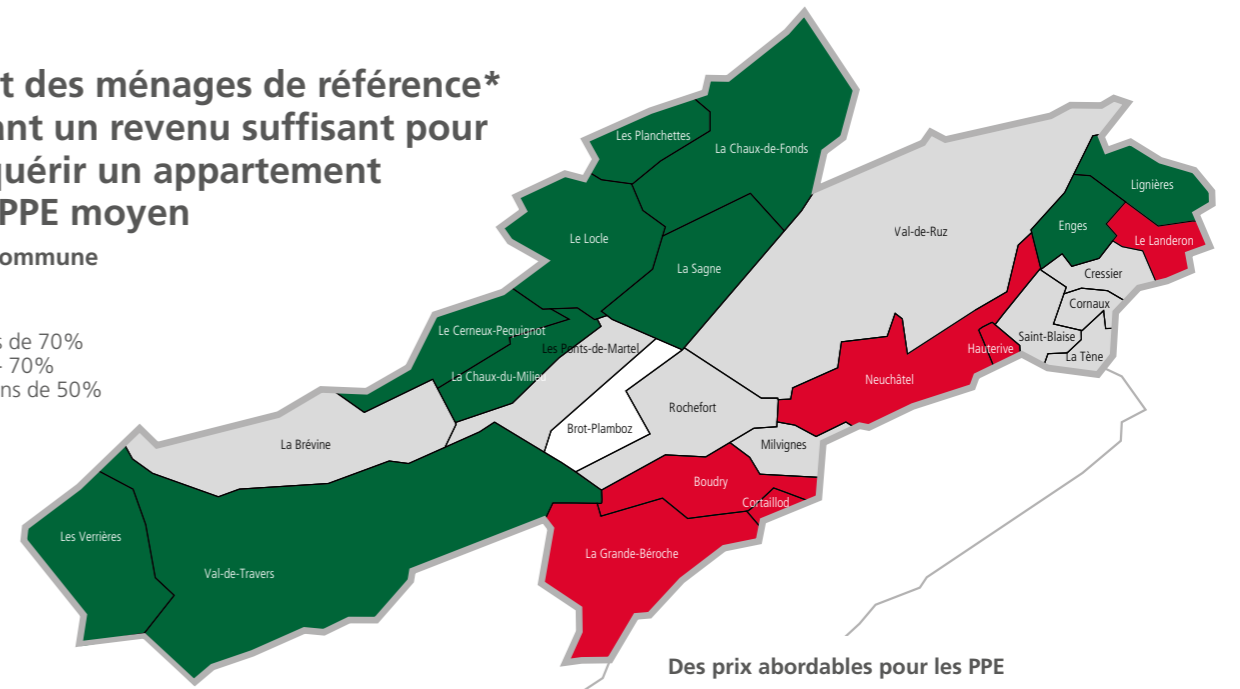 t des ménages de référence*
ant un revenu suffisant pour
quérir un appartement
PPE moyen
ommune
s de 70%
- 70%
ns de 50%
Les Planchettes
La Chaux-de-Fonds
Lignières
Val-de-Ruz
Enges
Le Landeron
Le Locle
La Sagne
Cressier
Cornaux
Le Cerneux-Pequignot
Saint-Blaise
Les Ponts-de-Martel
Hauterive
La Tène
La Chaux-du-Milieu
Neuchâtel
Rochefort
Brot-Plamboz
La Brévine
Milvignes
Boudry
Cortaillod
Les Verrières
La Grande-Béroche
Val-de-Travers
Des prix abordables pour les PPE